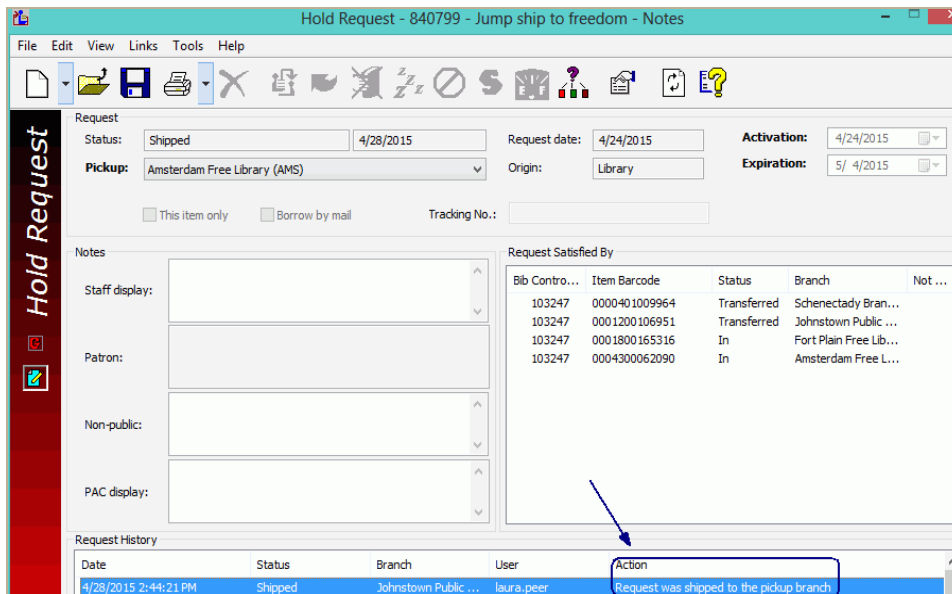 Hold Request - 840799 - Jump ship to freedom - Notes
File Edit View Links Tools Help
Hold Request
Request
Status: Shipped 4/28/2015 Request date: 4/24/2015 Activation: 4/24/2015
Pickup: Amsterdam Free Library (AMS) Origin: Library Expiration: 5/ 4/2015
This item only Borrow by mail Tracking No.:
Notes
Staff display:
Patron:
Non-public:
PAC display:
Request Satisfied By
Bib Contro... Item Barcode Status Branch Not ...
103247 0000401009964 Transferred Schenectady Bran...
103247 0001200106951 Transferred Johnstown Public ...
103247 0001800165316 In Fort Plain Free Lib...
103247 0004300062090 In Amsterdam Free L...
Request History
Date Status Branch User Action
4/28/2015 2:44:21 PM Shipped Johnstown Public ... laura.peer Request was shipped to the pickup branch